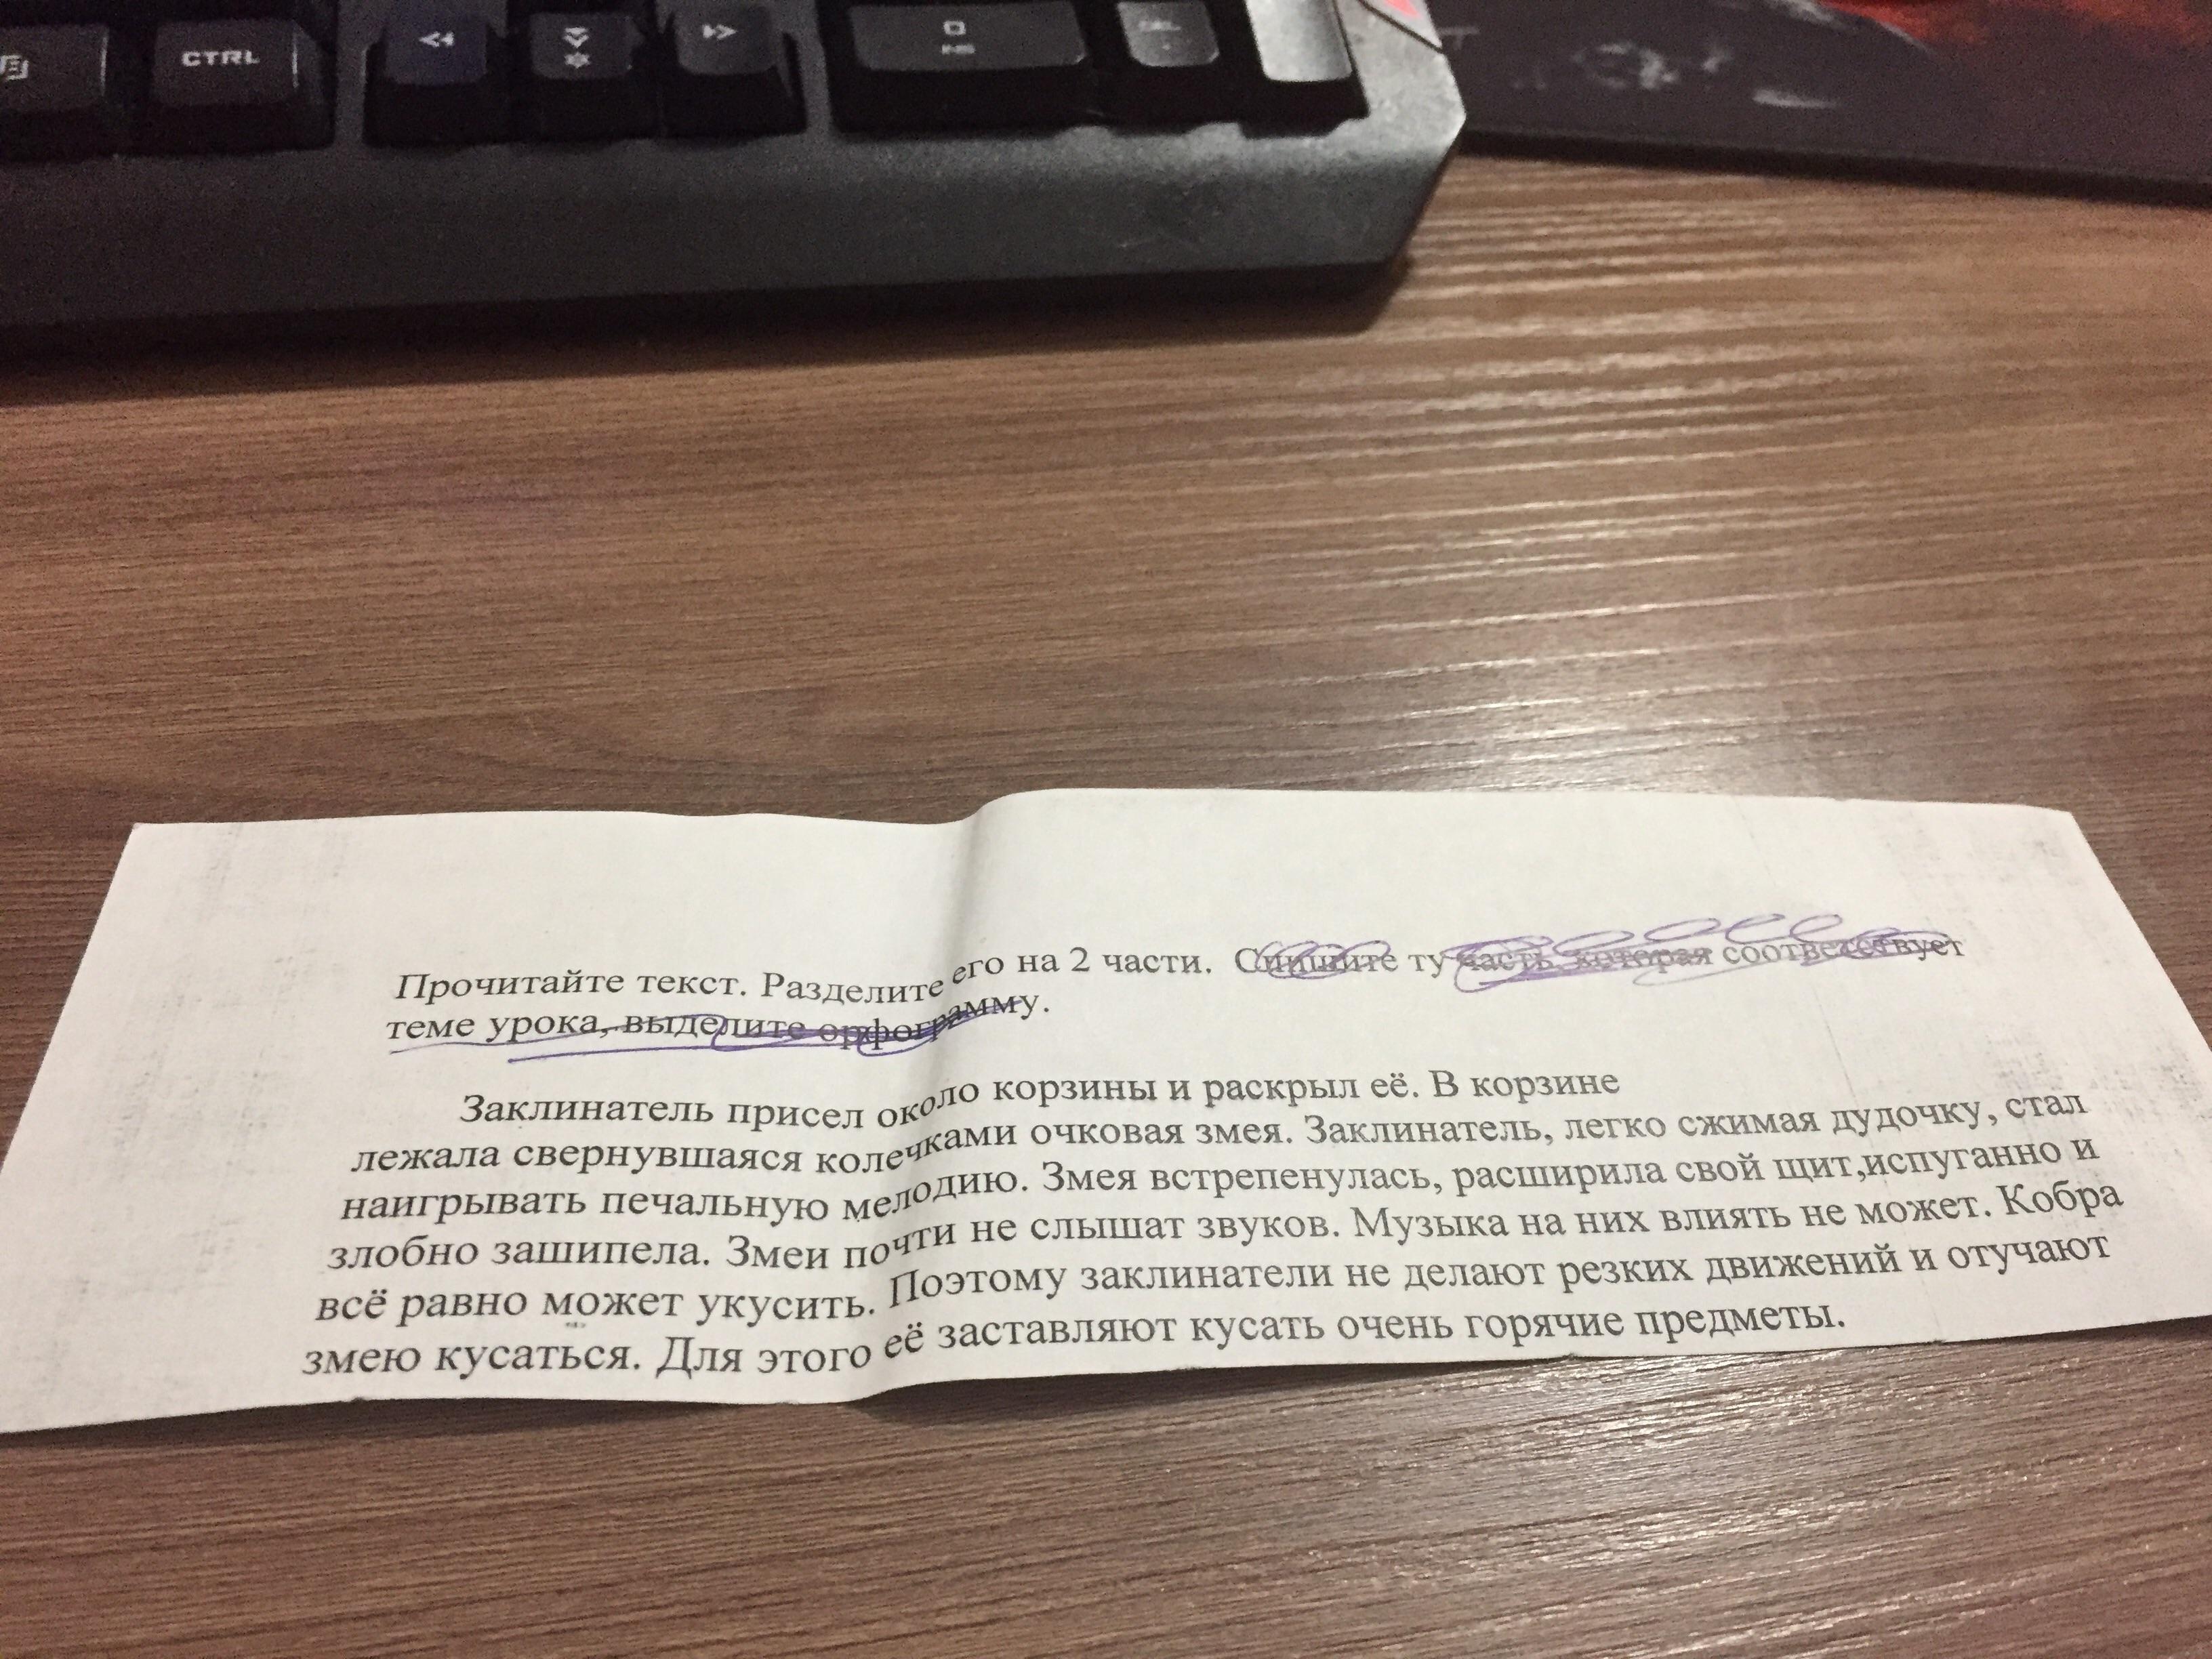 CTRL
INS
DEL
Прочитайте текст. Разделите его на 2 части. Спишите ту часть, которая соответствует
теме урока, выделите орфограмму.
Заклинатель присел около корзины и раскрыл её. В корзине
лежала свернувшаяся колечками очковая змея. Заклинатель, легко сжимая дудочку, стал
наигрывать печальную мелодию. Змея встрепенулась, расширила свой щит,испуганно и
злобно зашипела. Змеи почти не слышат звуков. Музыка на них влиять не может. Кобра
всё равно может укусить. Поэтому заклинатели не делают резких движений и отучают
змею кусаться. Для этого её заставляют кусать очень горячие предметы.